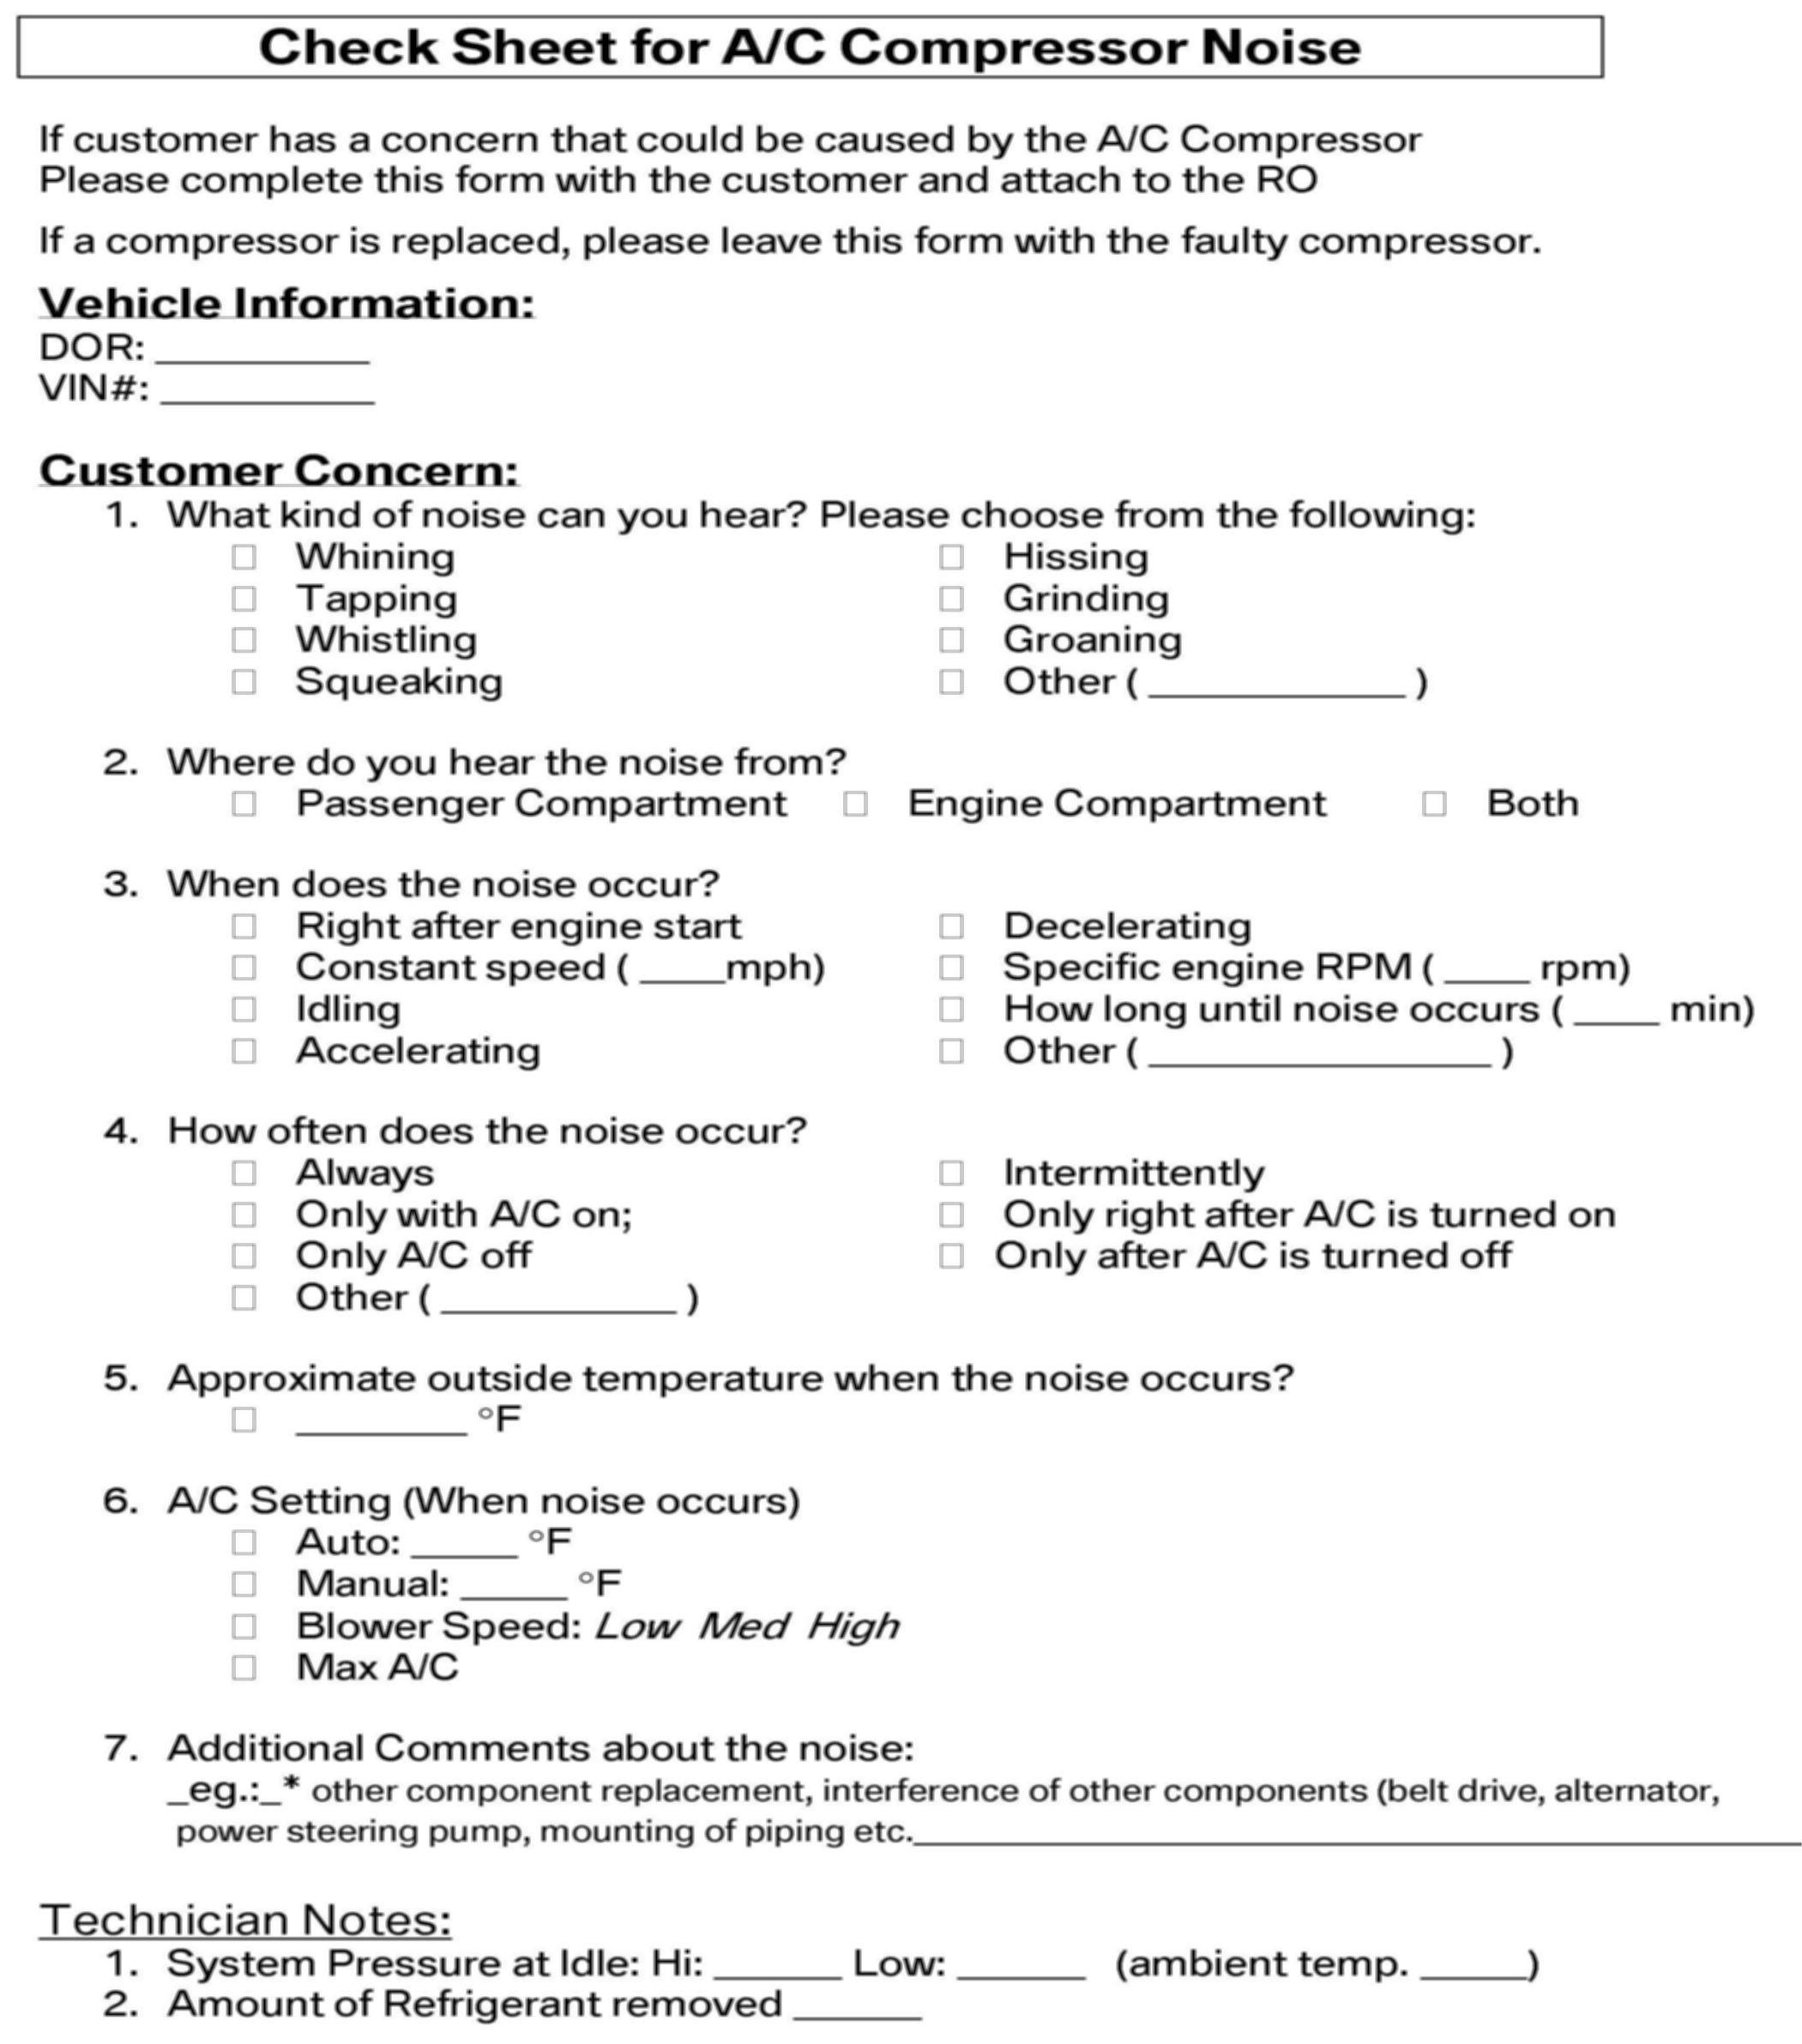 Check Sheet for A/C Compressor Noise
If customer has a concern that could be caused by the A/C Compressor
Please complete this form with the customer and attach to the RO
If a compressor is replaced, please leave this form with the faulty compressor.
Vehicle Information:
DOR: __________
VIN#: __________
Customer Concern:
1. What kind of noise can you hear? Please choose from the following:
□ Whining □ Hissing
□ Tapping □ Grinding
□ Whistling □ Groaning
□ Squeaking □ Other ( ____________ )
2. Where do you hear the noise from?
□ Passenger Compartment □ Engine Compartment □ Both
3. When does the noise occur?
□ Right after engine start □ Decelerating
□ Constant speed ( ____mph) □ Specific engine RPM ( ____ rpm)
□ Idling □ How long until noise occurs ( ____ min)
□ Accelerating □ Other ( ________________ )
4. How often does the noise occur?
□ Always □ Intermittently
□ Only with A/C on; □ Only right after A/C is turned on
□ Only A/C off □ Only after A/C is turned off
□ Other ( ___________ )
5. Approximate outside temperature when the noise occurs?
□ ________ °F
6. A/C Setting (When noise occurs)
□ Auto: _____ °F
□ Manual: _____ °F
□ Blower Speed: Low Med High
□ Max A/C
7. Additional Comments about the noise:
_eg.:_* other component replacement, interference of other components (belt drive, alternator,
power steering pump, mounting of piping etc.__________________________________________
Technician Notes:
1. System Pressure at Idle: Hi: ______ Low: ______ (ambient temp. _____)
2. Amount of Refrigerant removed ______